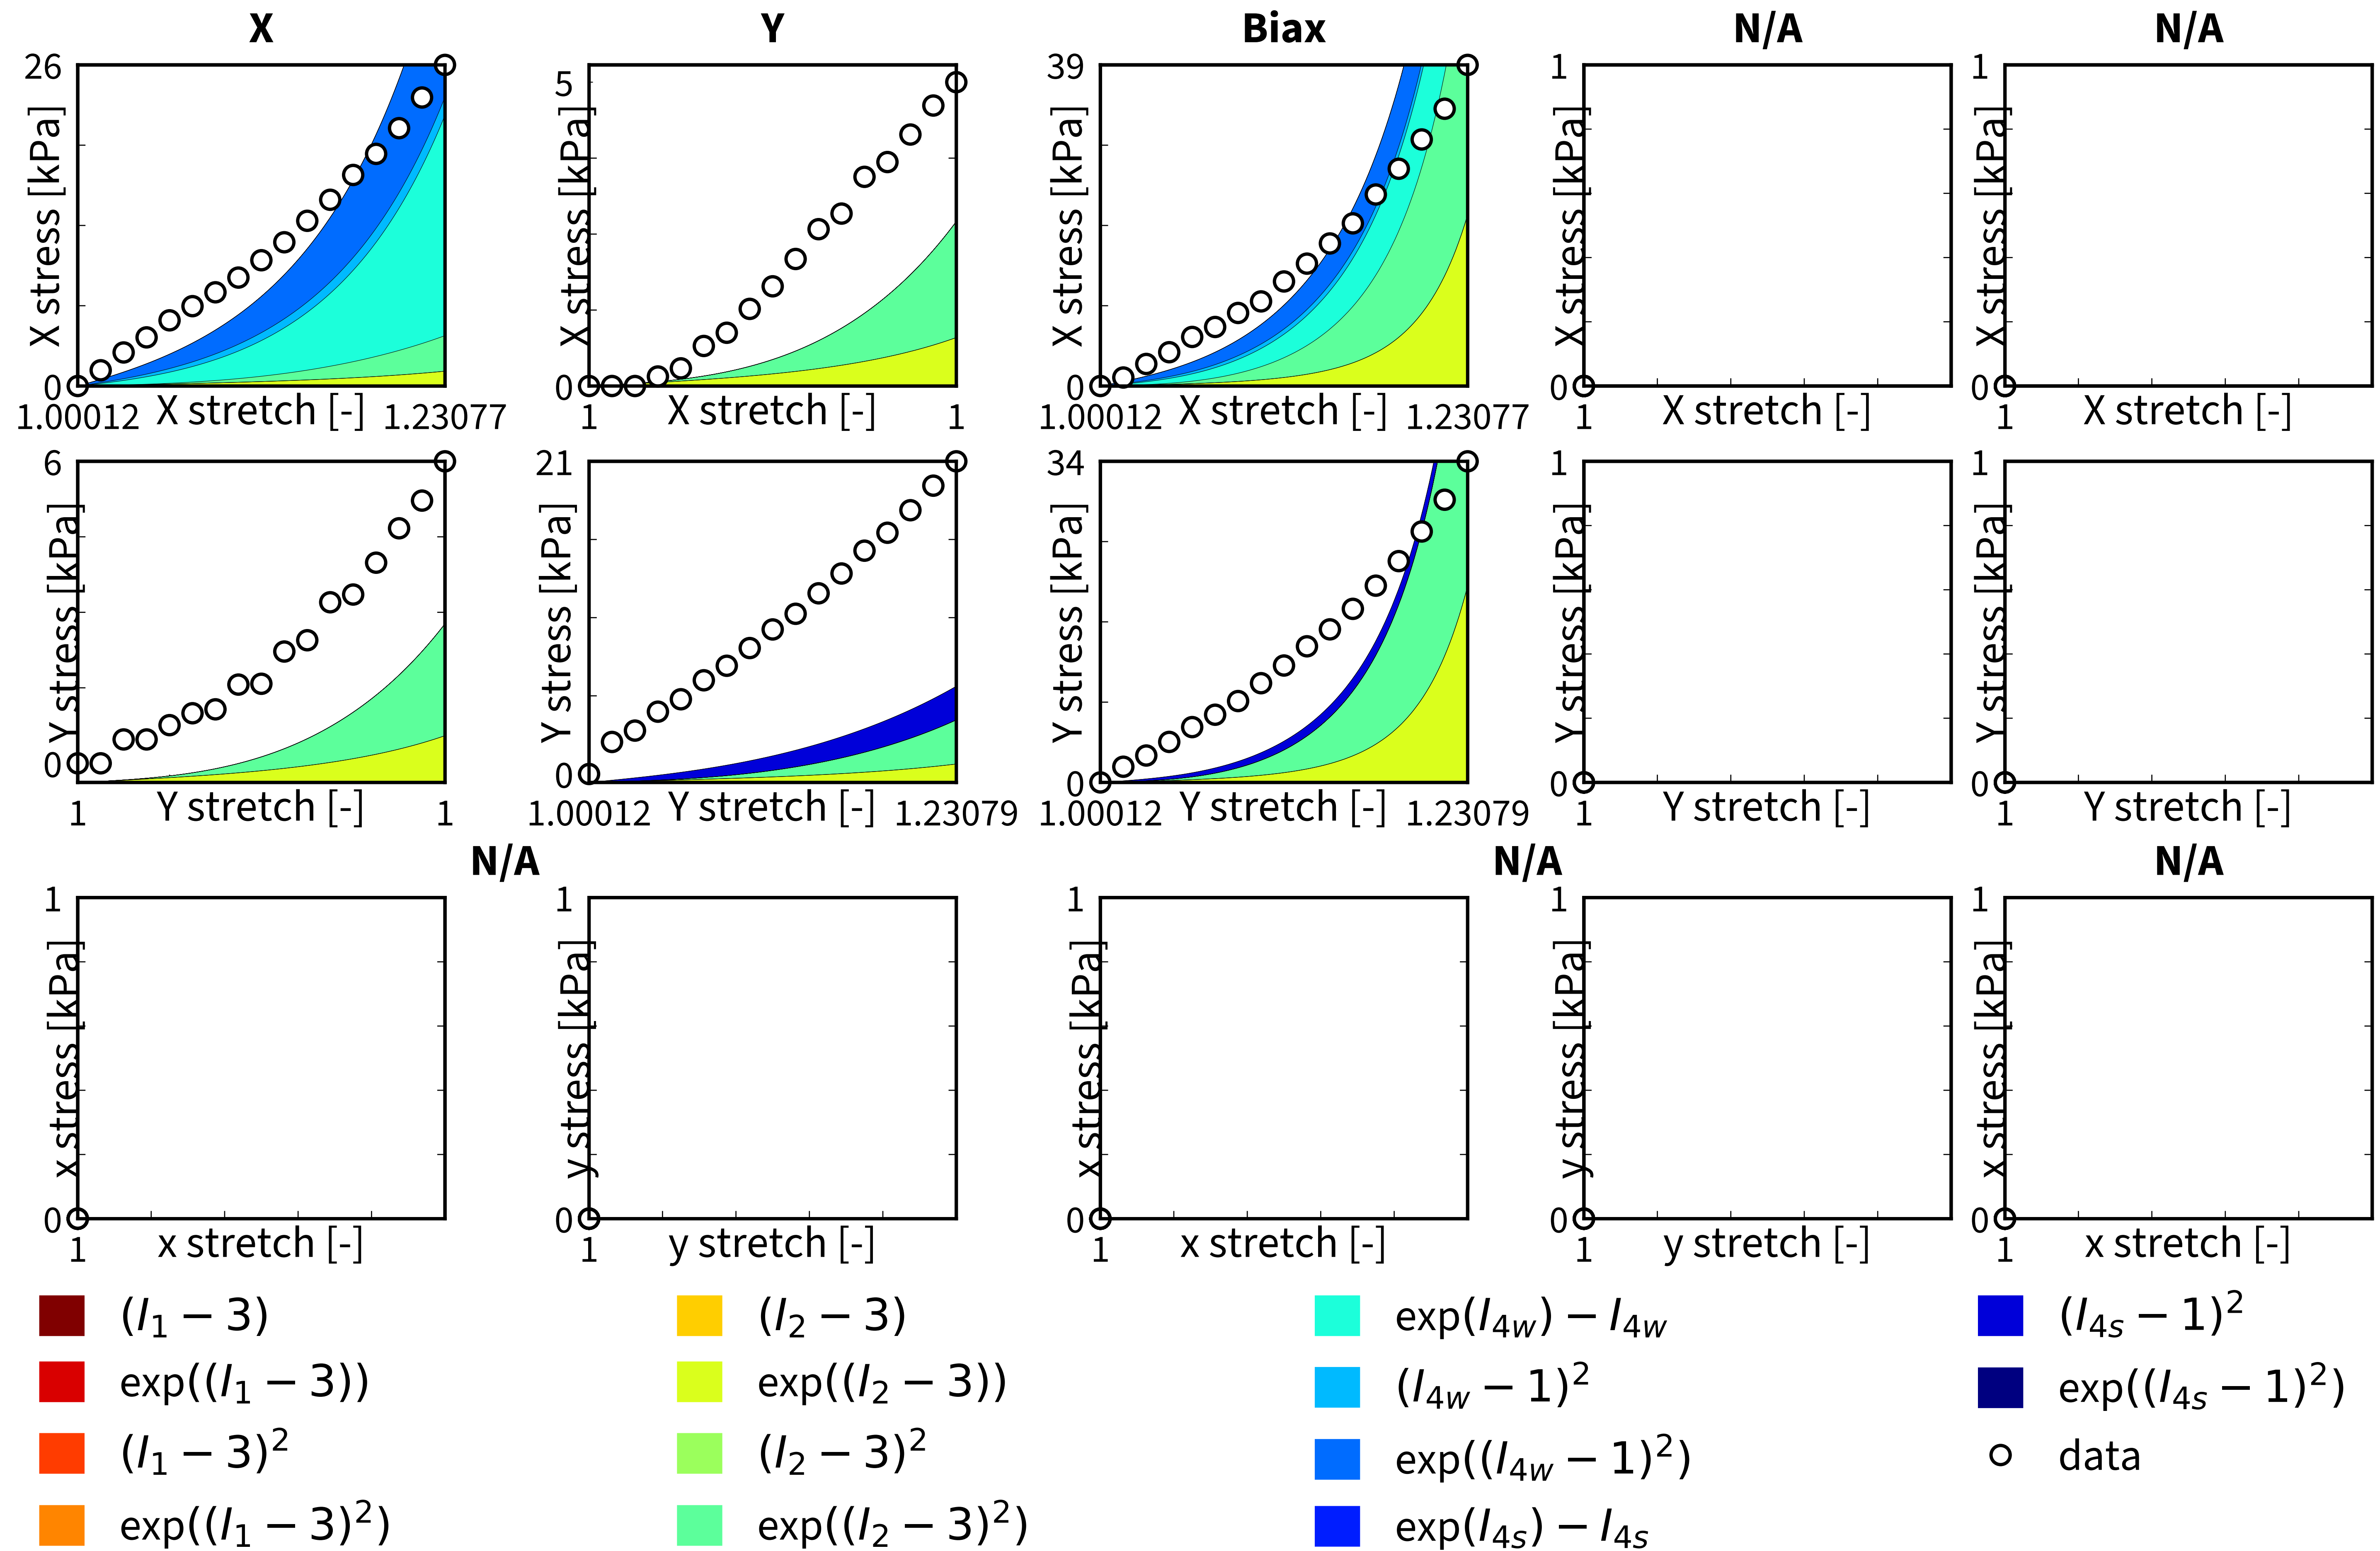 X Y Biax N/A N/A
26 5 39 1 1
X stress [kPa] X stress [kPa] X stress [kPa] X stress [kPa] X stress [kPa]
0 0 0 0 0
1.00012 X stretch [-] 1.23077 1 X stretch [-] 1 1.00012 X stretch [-] 1.23077 1 X stretch [-] 1 X stretch [-]
6 21 34 1 1
Y stress [kPa] Y stress [kPa] Y stress [kPa] Y stress [kPa] Y stress [kPa]
0 0 0 0 0
1 Y stretch [-] 1 1.00012 Y stretch [-] 1.23079 1.00012 Y stretch [-] 1.23079 1 Y stretch [-] 1 Y stretch [-]
N/A N/A N/A
1 1 1 1 1
x stress [kPa] y stress [kPa] x stress [kPa] y stress [kPa] x stress [kPa]
0 0 0 0 0
1 x stretch [-] 1 y stretch [-] 1 x stretch [-] 1 y stretch [-] 1 x stretch [-]
(I₁ − 3) (I₂ − 3) exp(I₄w) − I₄w (I₄s − 1)²
exp((I₁ − 3)) exp((I₂ − 3)) (I₄w − 1)² exp((I₄s − 1)²)
(I₁ − 3)² (I₂ − 3)² exp((I₄w − 1)²) data
exp((I₁ − 3)²) exp((I₂ − 3)²) exp(I₄s) − I₄s